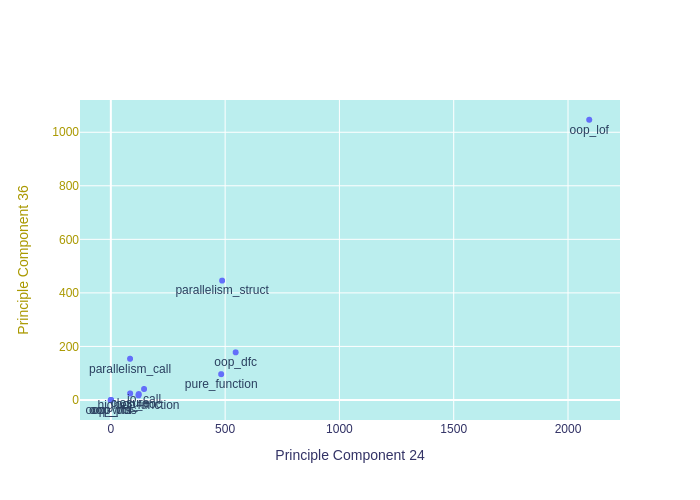 1000
800
600
400
200
0
oop_lof
parallelism_struct
oop_dfc
parallelism_call
pure_function
0
500
1000
1500
2000
Principle Component 24
Principle Component 36